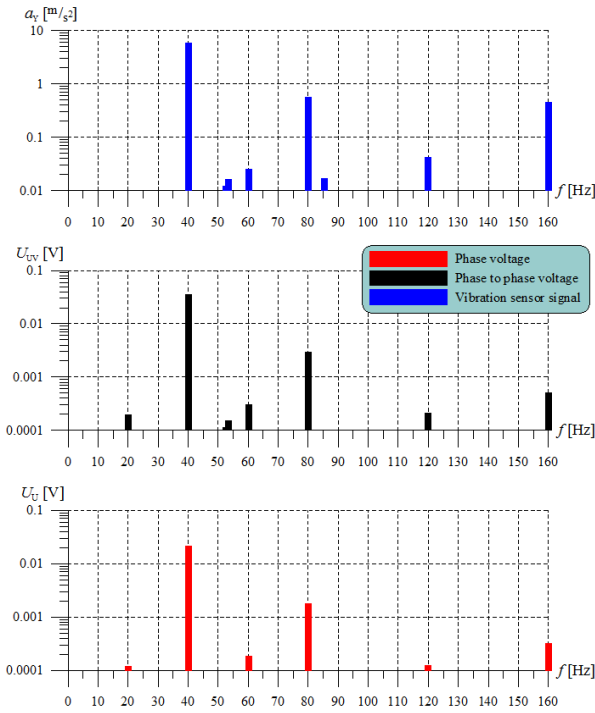 a_Y [m/s²]
10
1
0.1
0.01
0 10 20 30 40 50 60 70 80 90 100 110 120 130 140 150 160
f [Hz]
U_UV [V]
Phase voltage
Phase to phase voltage
Vibration sensor signal
0.1
0.01
0.001
0.0001
0 10 20 30 40 50 60 70 80 90 100 110 120 130 140 150 160
f [Hz]
U_U [V]
0.1
0.01
0.001
0.0001
0 10 20 30 40 50 60 70 80 90 100 110 120 130 140 150 160
f [Hz]